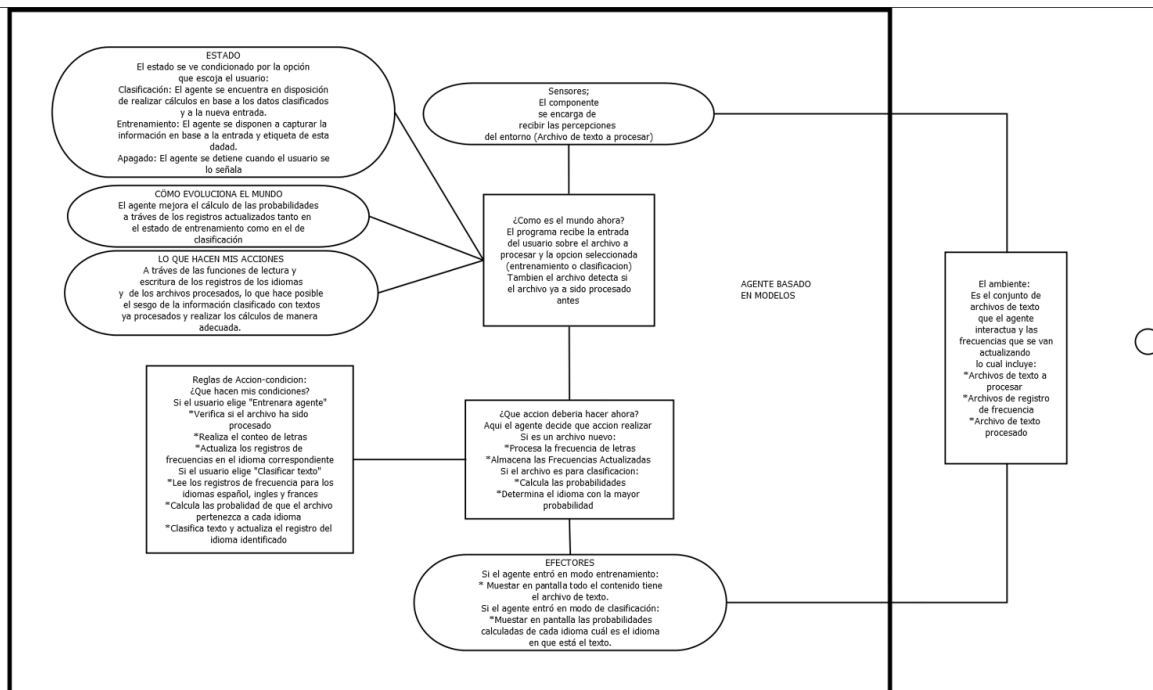 ESTADO
El estado se ve condicionado por la opción
que escoja el usuario:
Clasificación: El agente se encuentra en disposición
de realizar cálculos en base a los datos clasificados
y a la nueva entrada.
Entrenamiento: El agente se disponen a capturar la
información en base a la entrada y etiqueta de esta
dadad.
Apagado: El agente se detiene cuando el usuario se
lo señala
CÖMO EVOLUCIONA EL MUNDO
El agente mejora el cálculo de las probabilidades
a tráves de los registros actualizados tanto en
el estado de entrenamiento como en el de
clasificación
LO QUE HACEN MIS ACCIONES
A tráves de las funciones de lectura y
escritura de los registros de los idiomas
y de los archivos procesados, lo que hace posible
el sesgo de la información clasificado con textos
ya procesados y realizar los cálculos de manera
adecuada.
Sensores;
El componente
se encarga de
recibir las percepciones
del entorno (Archivo de texto a procesar)
¿Como es el mundo ahora?
El programa recibe la entrada
del usuario sobre el archivo a
procesar y la opcion seleccionada
(entrenamiento o clasificacion)
Tambien el archivo detecta si
el archivo ya a sido procesado
antes
AGENTE BASADO
EN MODELOS
El ambiente:
Es el conjunto de
archivos de texto
que el agente
interactua y las
frecuencias que se van
actualizando
lo cual incluye:
*Archivos de texto a
procesar
*Archivos de registro
de frecuencia
*Archivo de texto
procesado
Reglas de Accion-condicion:
¿Que hacen mis condiciones?
Si el usuario elige "Entrenara agente"
*Verifica si el archivo ha sido
procesado
*Realiza el conteo de letras
*Actualiza los registros de
frecuencias en el idioma correspondiente
Si el usuario elige "Clasificar texto"
*Lee los registros de frecuencia para los
idiomas español, ingles y frances
*Calcula las probalidad de que el archivo
pertenezca a cada idioma
*Clasifica texto y actualiza el registro del
idioma identificado
¿Que accion deberia hacer ahora?
Aqui el agente decide que accion realizar
Si es un archivo nuevo:
*Procesa la frecuencia de letras
*Almacena las Frecuencias Actualizadas
Si el archivo es para clasificacion:
*Calcula las probabilidades
*Determina el idioma con la mayor
probabilidad
EFECTORES
Si el agente entró en modo entrenamiento:
* Muestar en pantalla todo el contenido tiene
el archivo de texto.
Si el agente entró en modo de clasificación:
*Muestar en pantalla las probabilidades
calculadas de cada idioma cuál es el idioma
en que está el texto.